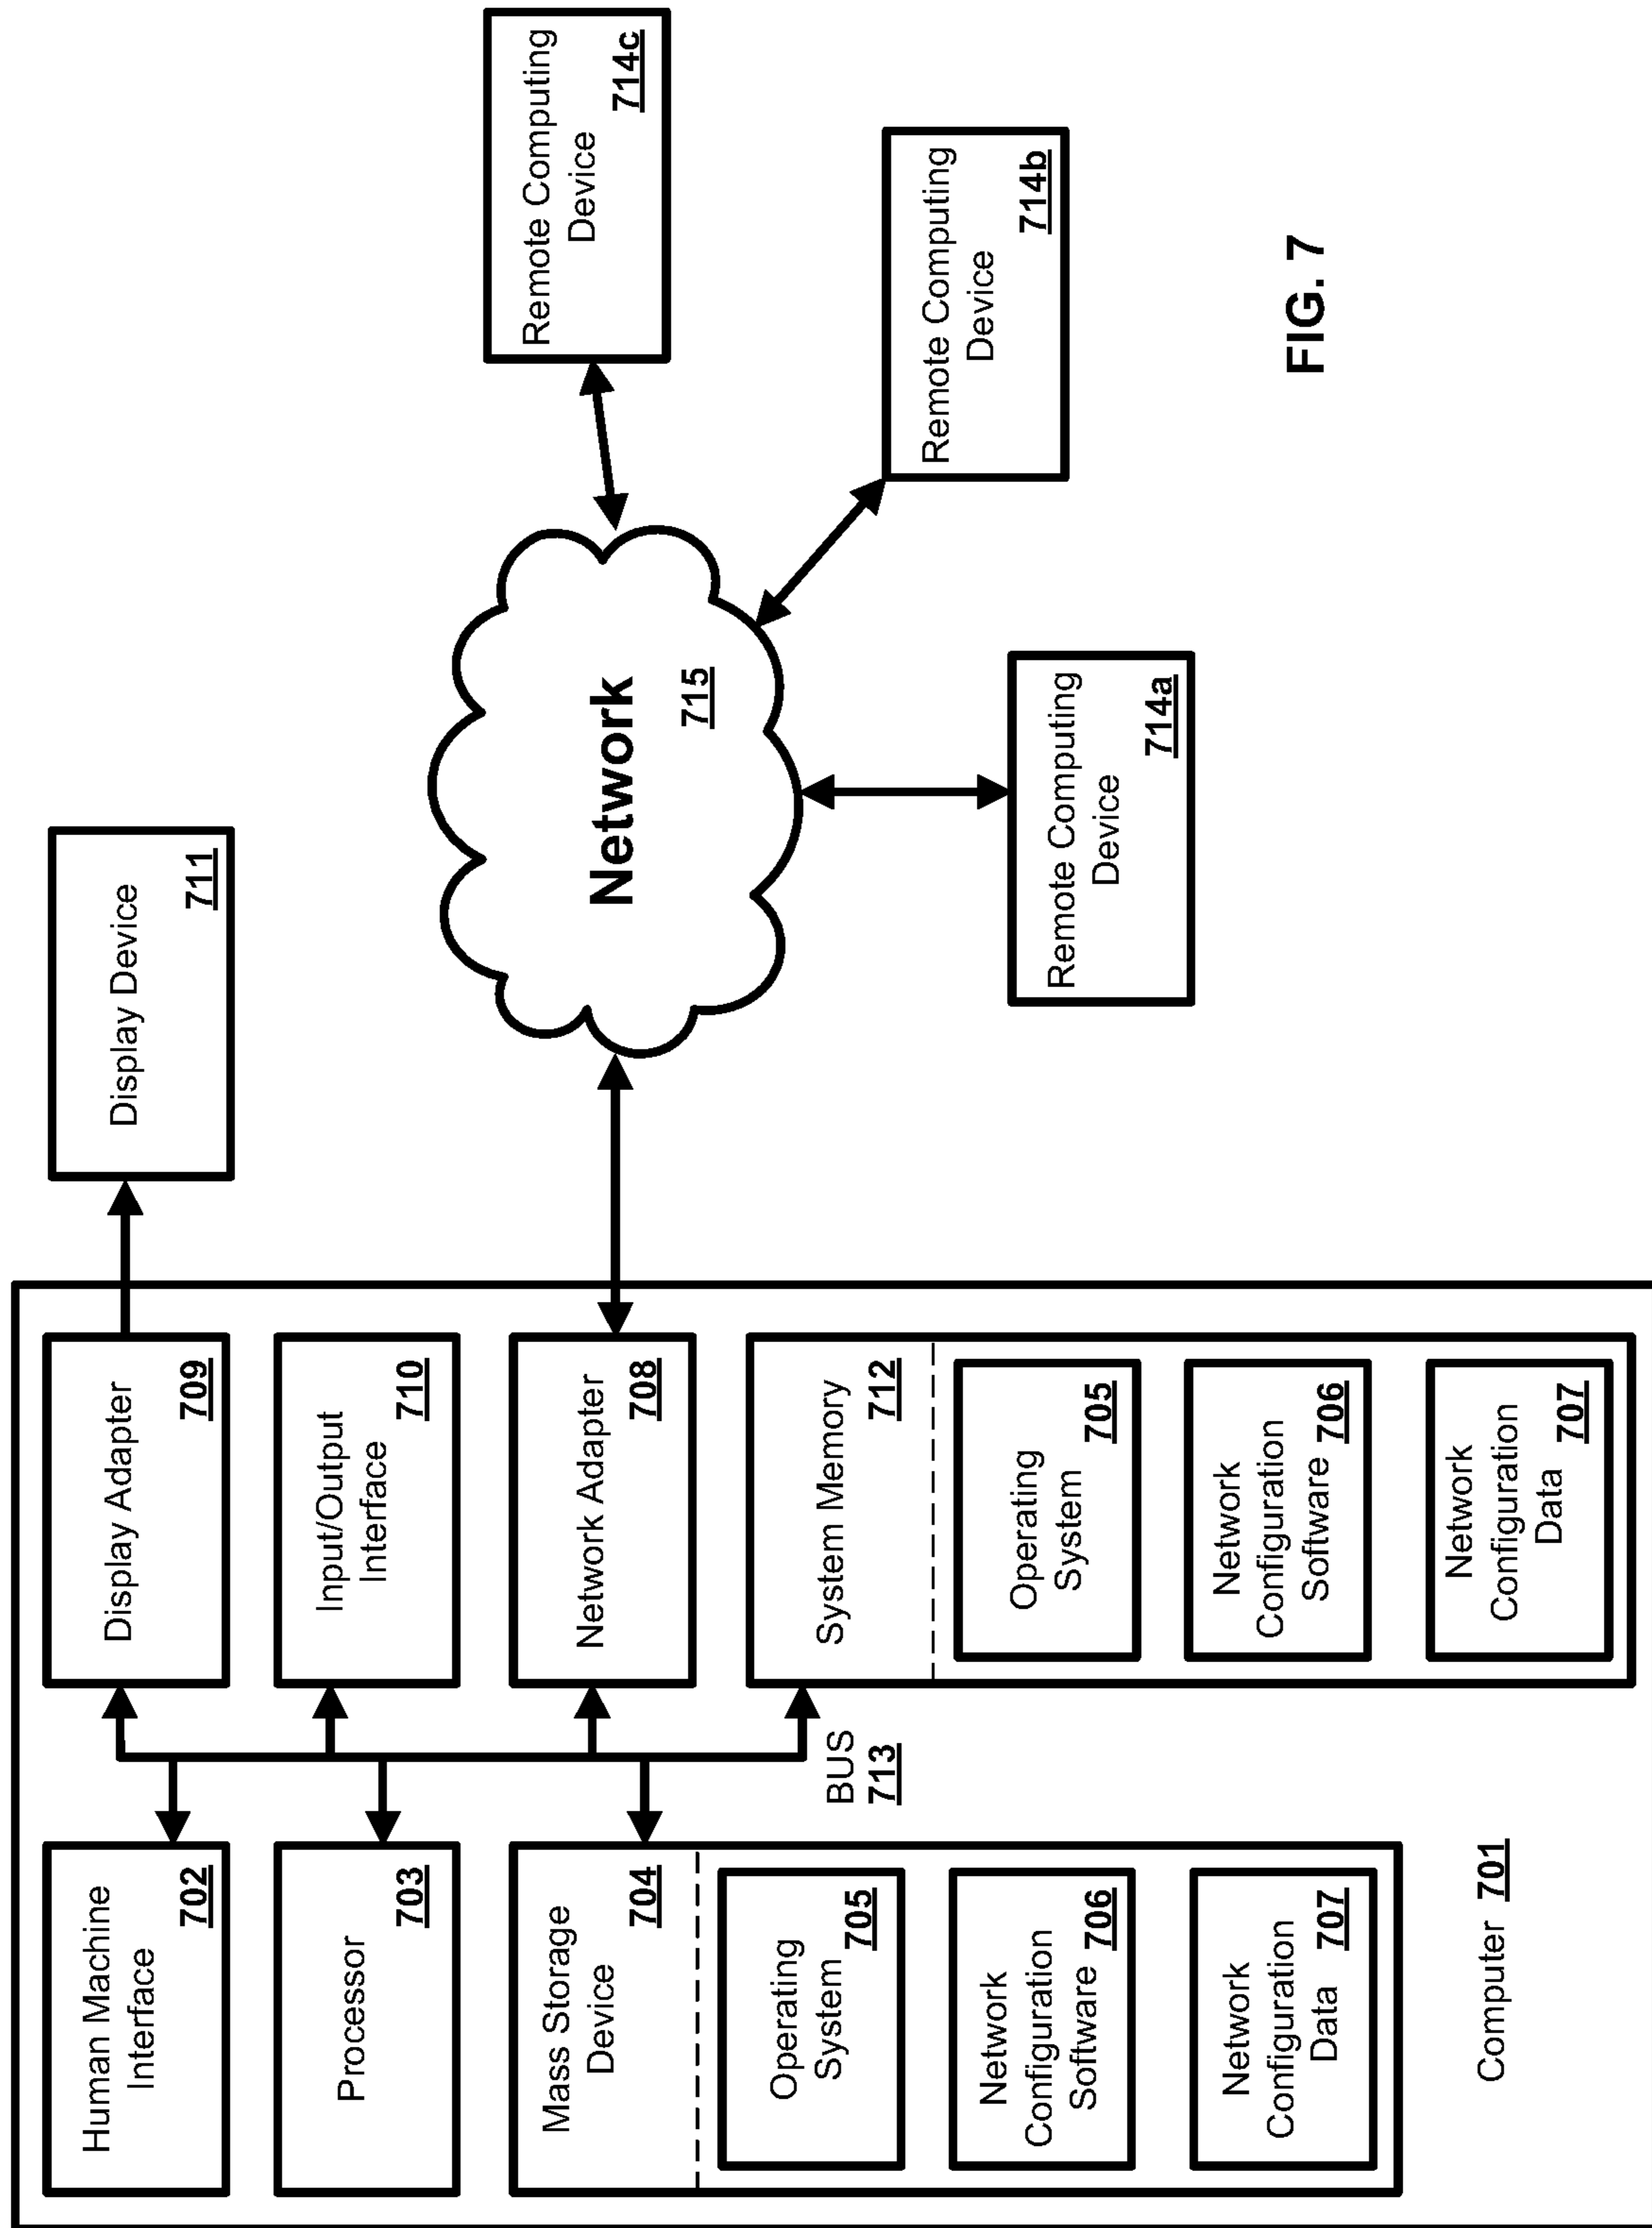 Human Machine
Interface
702
Processor
703
Mass Storage
Device
704
Operating
System
705
Network
Configuration
Software
706
Network
Configuration
Data
707
Computer 701
BUS
713
Display Adapter
709
Input/Output
Interface
710
Network Adapter
708
System Memory
712
Operating
System
705
Network
Configuration
Software
706
Network
Configuration
Data
707
Display Device
711
Network
715
Remote Computing
Device
714a
Remote Computing
Device
714b
Remote Computing
Device
714c
FIG. 7